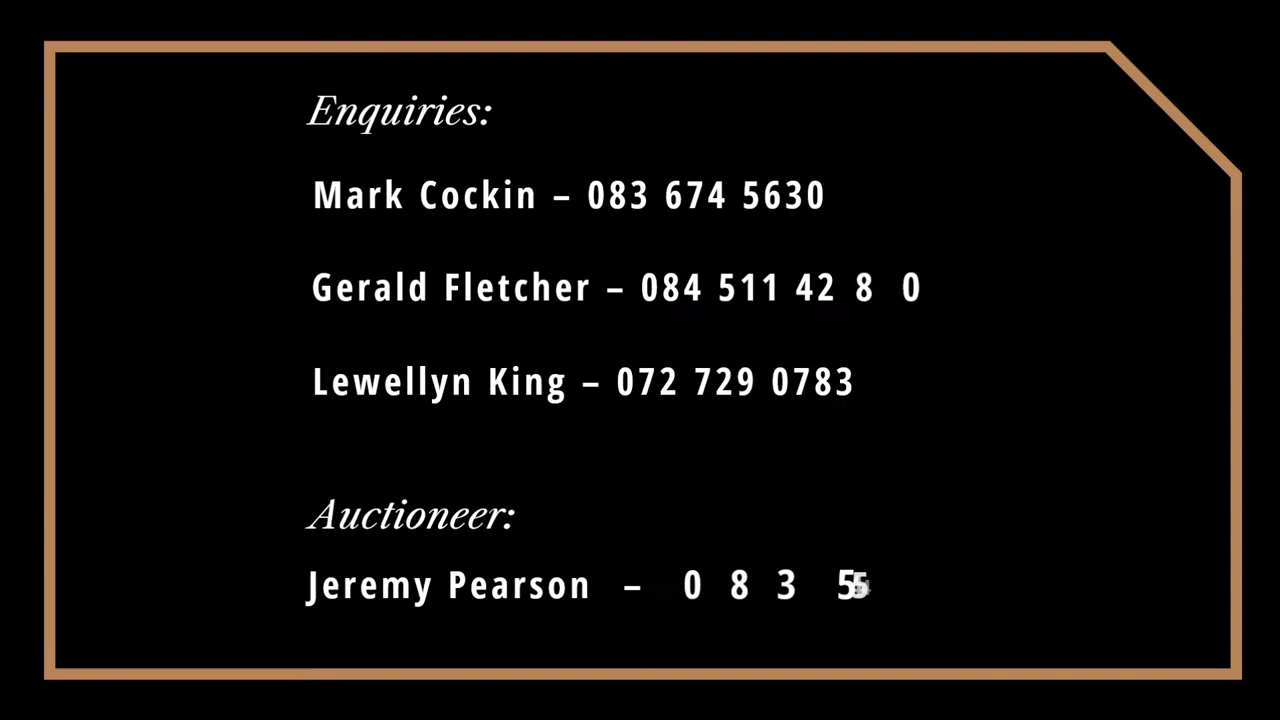 Enquiries:
Mark Cockin – 083 674 5630
Gerald Fletcher – 084 511 42 8 0
Lewellyn King – 072 729 0783
Auctioneer:
Jeremy Pearson – 0 8 3 5